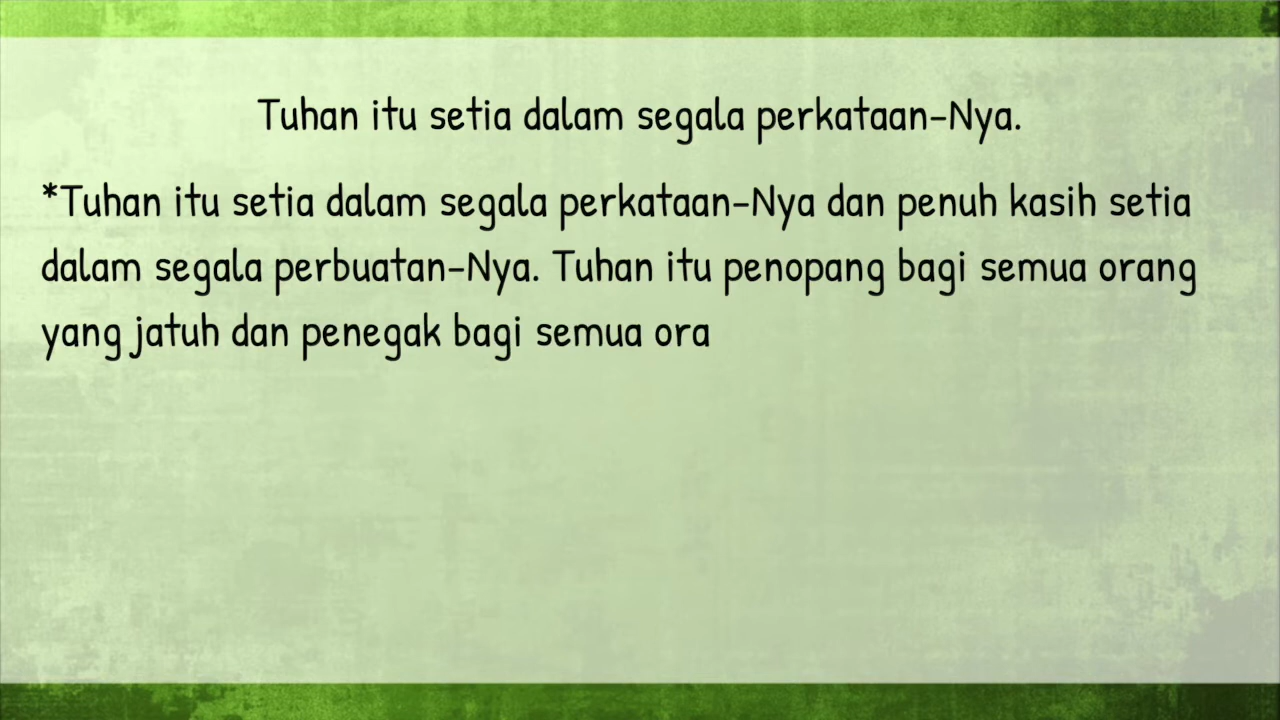 Tuhan itu setia dalam segala perkataan-Nya.
*Tuhan itu setia dalam segala perkataan-Nya dan penuh kasih setia
dalam segala perbuatan-Nya. Tuhan itu penopang bagi semua orang
yang jatuh dan penegak bagi semua ora